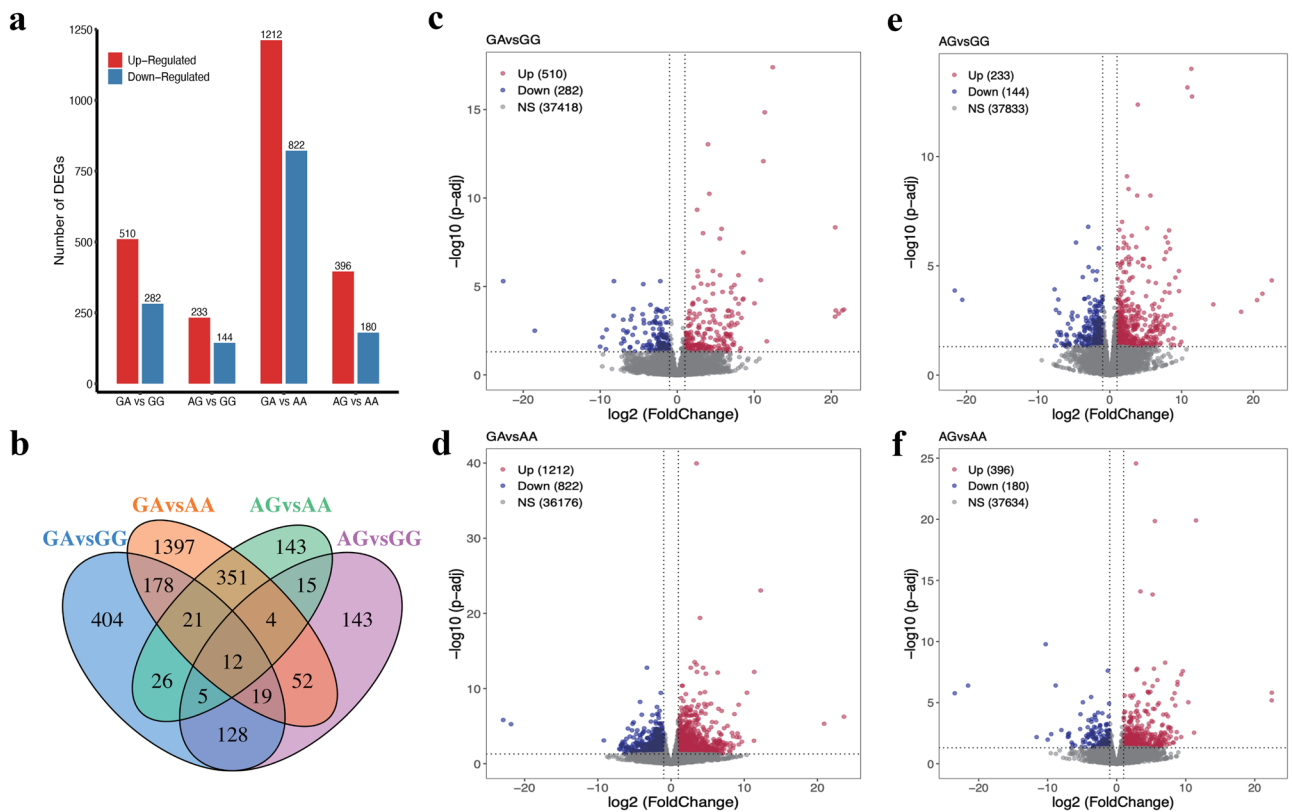 a
1250
1000
750
500
250
0
Number of DEGs
Up-Regulated
Down-Regulated
510
282
233
144
1212
822
396
180
GA vs GG
AG vs GG
GA vs AA
AG vs AA
b
GAvsGG
GAvsAA
AGvsAA
AGvsGG
1397
143
178
351
15
404
21
4
143
12
26
5
19
52
128
c
GAvsGG
Up (510)
Down (282)
NS (37418)
15
10
5
0
-log10 (p-adj)
−20
−10
0
10
20
log2 (FoldChange)
d
GAvsAA
Up (1212)
Down (822)
NS (36176)
40
30
20
10
0
-log10 (p-adj)
−20
−10
0
10
20
log2 (FoldChange)
e
AGvsGG
Up (233)
Down (144)
NS (37833)
10
5
0
-log10 (p-adj)
−20
−10
0
10
20
log2 (FoldChange)
f
AGvsAA
Up (396)
Down (180)
NS (37634)
25
20
15
10
5
0
-log10 (p-adj)
−20
−10
0
10
20
log2 (FoldChange)